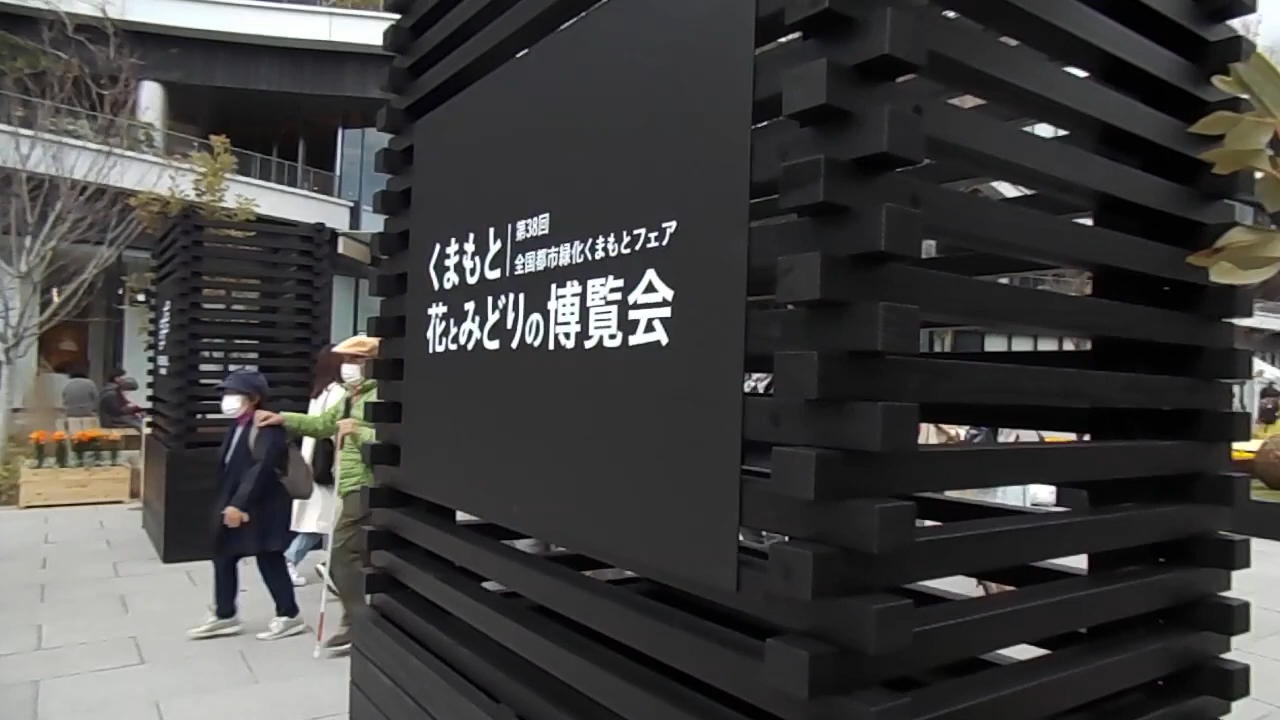 くまもと
第38回
全国都市緑化くまもとフェア
花とみどりの博覧会